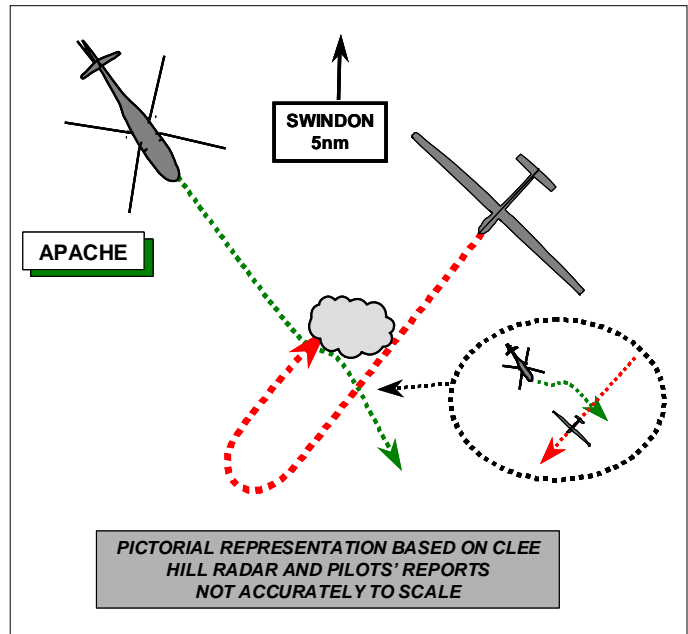 SWINDON
5nm
APACHE
PICTORIAL REPRESENTATION BASED ON CLEE
HILL RADAR AND PILOTS' REPORTS
NOT ACCURATELY TO SCALE